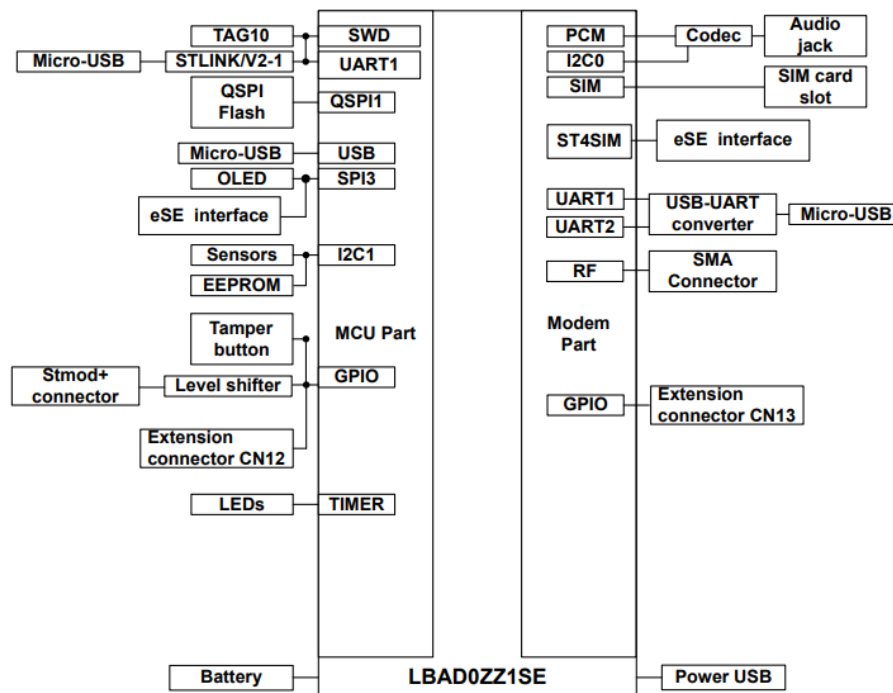 TAG10
SWD
Micro-USB
STLINK/V2-1
UART1
QSPI
Flash
QSPI1
Micro-USB
USB
OLED
SPI3
eSE interface
Sensors
I2C1
EEPROM
Tamper
button
MCU Part
Stmod+
connector
Level shifter
GPIO
Extension
connector CN12
LEDs
TIMER
Battery
LBAD0ZZ1SE
Power USB
PCM
Codec
Audio
jack
I2C0
SIM
SIM card
slot
ST4SIM
eSE interface
UART1
USB-UART
converter
Micro-USB
UART2
RF
SMA
Connector
Modem
Part
GPIO
Extension
connector CN13